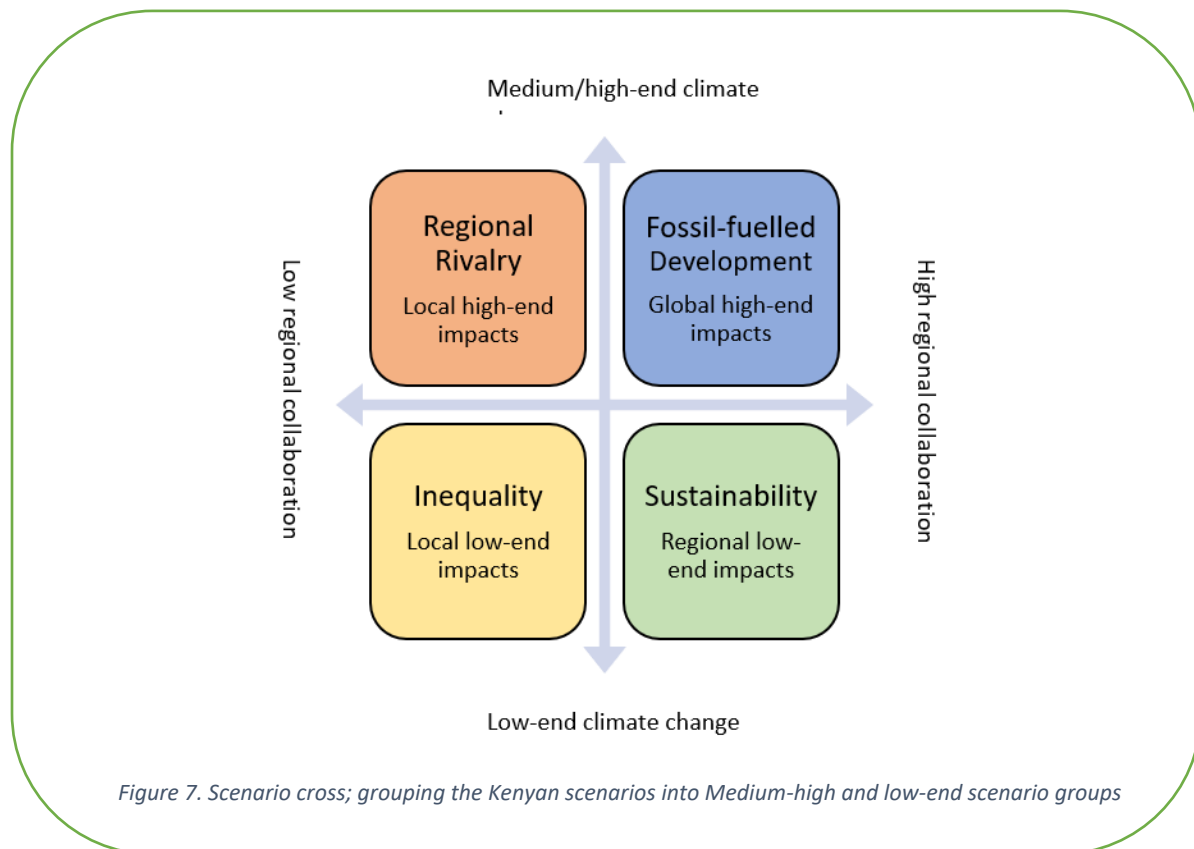 Medium/high-end climate
Low regional collaboration
Regional
Rivalry
Local high-end
impacts
Fossil-fuelled
Development
Global high-end
impacts
High regional collaboration
Inequality
Local low-end
impacts
Sustainability
Regional low-
end impacts
Low-end climate change
Figure 7. Scenario cross; grouping the Kenyan scenarios into Medium-high and low-end scenario groups